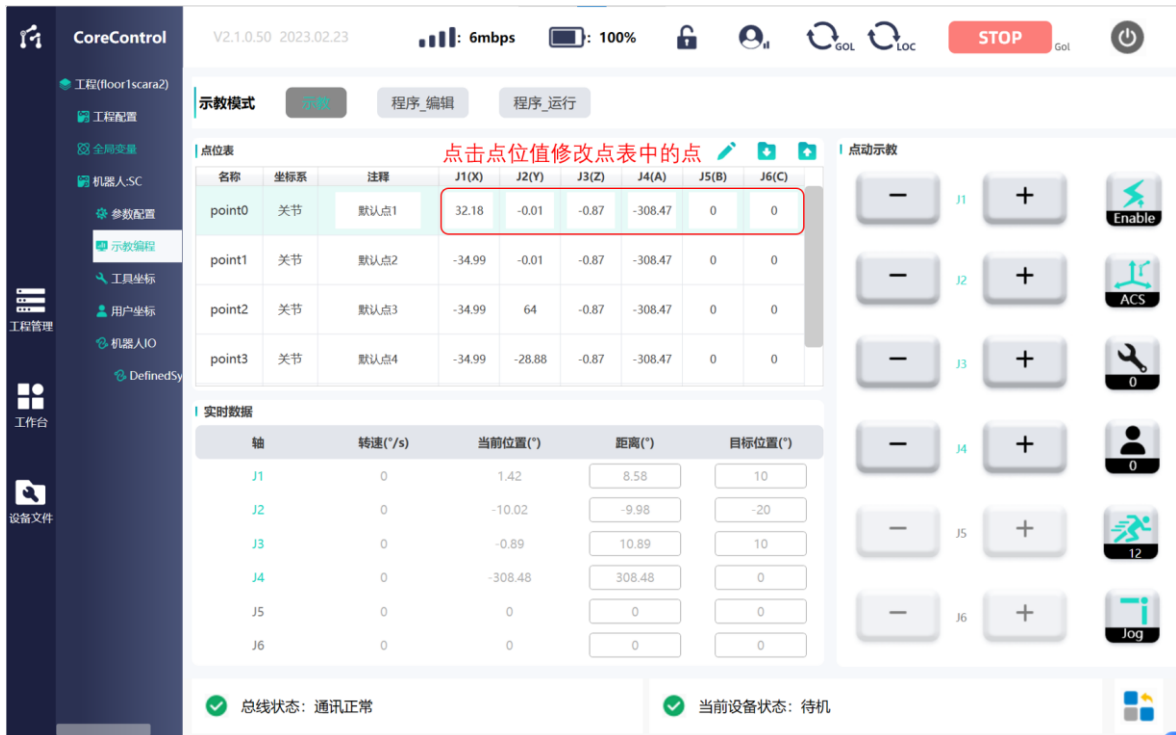 CoreControl
V2.1.0.50 2023.02.23
: 6mbps
: 100%
GOL
LOC
STOP
Gol
工程(floor1scara2)
工程配置
全局变量
机器人:SC
参数配置
示教编程
工具坐标
用户坐标
机器人IO
DefinedSy
工程管理
工作台
设备文件
示教模式 示教 程序_编辑 程序_运行
点位表
点击点位值修改点表中的点
名称 坐标系 注释 J1(X) J2(Y) J3(Z) J4(A) J5(B) J6(C)
point0 关节 默认点1 32.18 -0.01 -0.87 -308.47 0 0
point1 关节 默认点2 -34.99 -0.01 -0.87 -308.47 0 0
point2 关节 默认点3 -34.99 64 -0.87 -308.47 0 0
point3 关节 默认点4 -34.99 -28.88 -0.87 -308.47 0 0
实时数据
轴 转速(°/s) 当前位置(°) 距离(°) 目标位置(°)
J1 0 1.42 8.58 10
J2 0 -10.02 -9.98 -20
J3 0 -0.89 10.89 10
J4 0 -308.48 308.48 0
J5 0 0 0 0
J6 0 0 0 0
点动示教
− J1 + Enable
− J2 + ACS
− J3 + 0
− J4 + 0
− J5 + 12
− J6 + Jog
总线状态：通讯正常
当前设备状态：待机